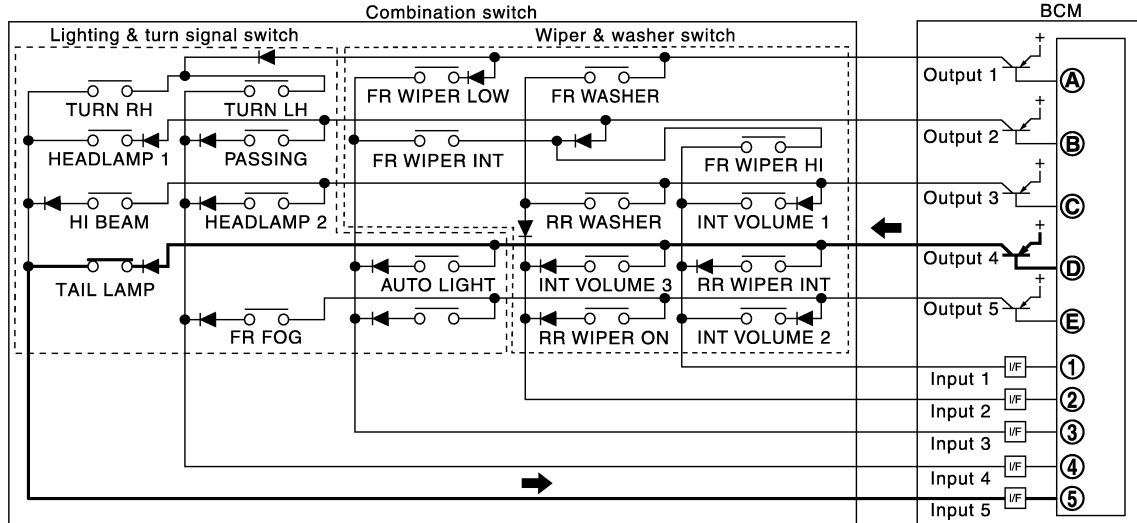 Combination switch
BCM
Lighting & turn signal switch
Wiper & washer switch
+
Output 1
A
TURN RH
TURN LH
FR WIPER LOW
FR WASHER
+
Output 2
B
HEADLAMP 1
PASSING
FR WIPER INT
FR WIPER HI
+
Output 3
C
HI BEAM
HEADLAMP 2
RR WASHER
INT VOLUME 1
+
Output 4
D
TAIL LAMP
AUTO LIGHT
INT VOLUME 3
RR WIPER INT
+
Output 5
E
FR FOG
RR WIPER ON
INT VOLUME 2
I/F
1
Input 1
I/F
2
Input 2
I/F
3
Input 3
I/F
4
Input 4
I/F
5
Input 5